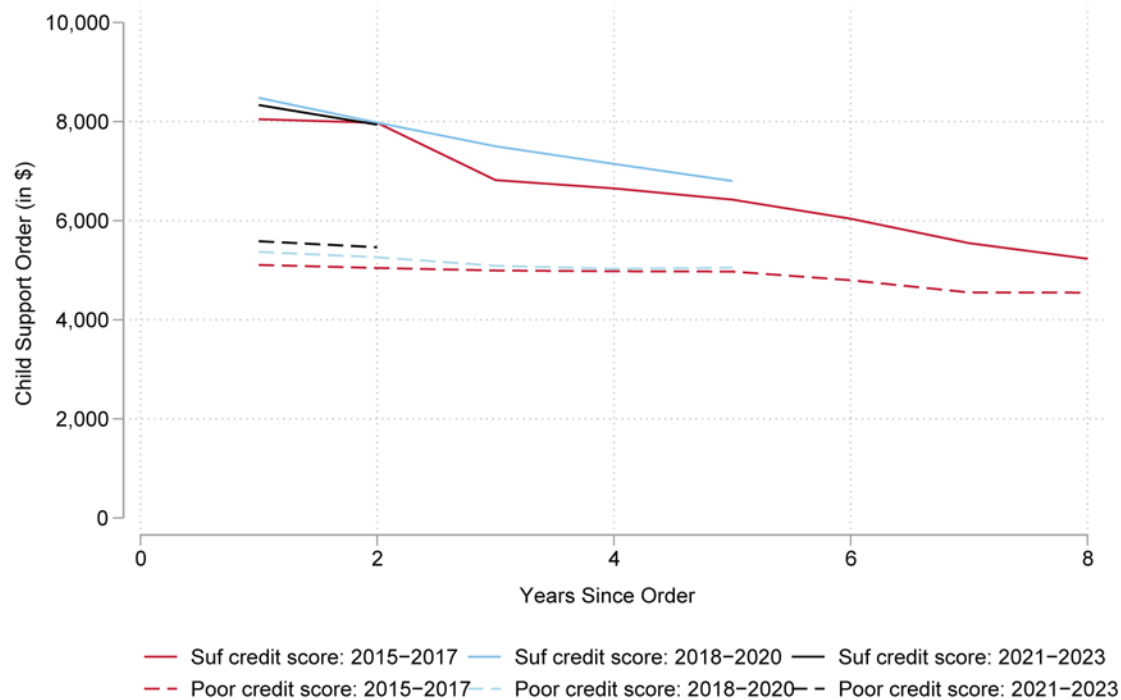 10,000
8,000
6,000
4,000
2,000
0
Child Support Order (in $)
0 2 4 6 8
Years Since Order
Suf credit score: 2015−2017 Suf credit score: 2018−2020 Suf credit score: 2021−2023
Poor credit score: 2015−2017 Poor credit score: 2018−2020 Poor credit score: 2021−2023